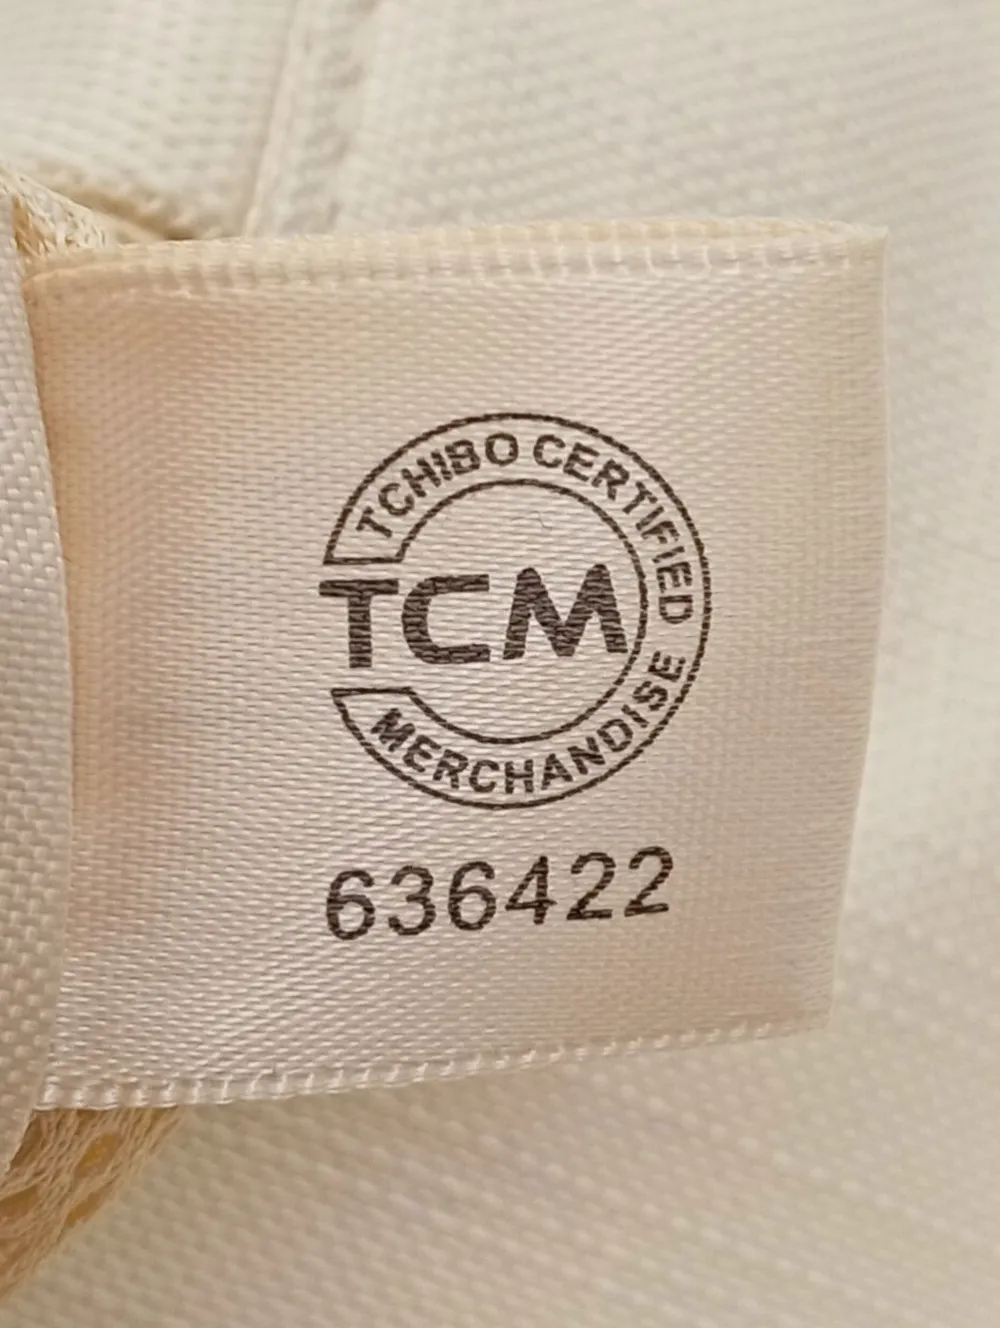 TCHIBO CERTIFIED
TCM
MERCHANDISE
636422